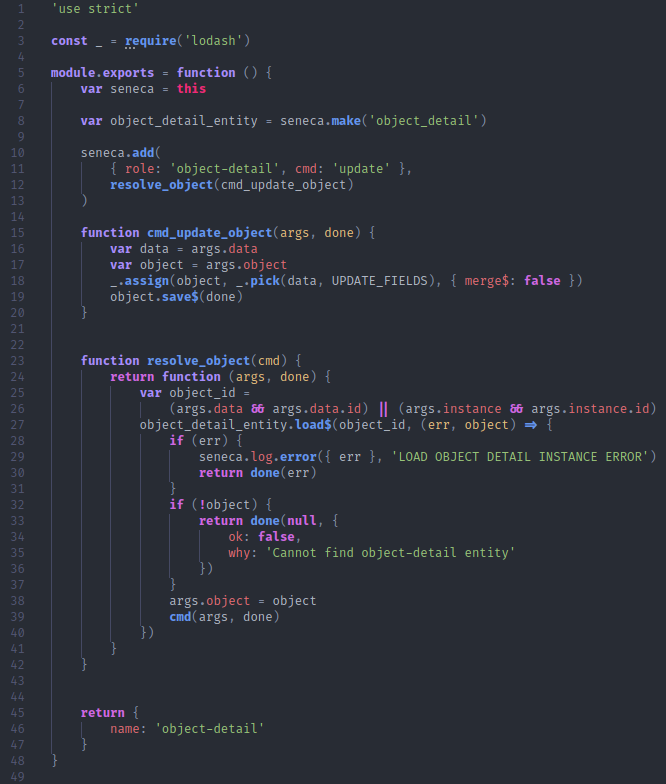 1 'use strict'
2
3 const _ = require('lodash')
4
5 module.exports = function () {
6     var seneca = this
7
8     var object_detail_entity = seneca.make('object_detail')
9
10     seneca.add(
11         { role: 'object-detail', cmd: 'update' },
12         resolve_object(cmd_update_object)
13     )
14
15     function cmd_update_object(args, done) {
16         var data = args.data
17         var object = args.object
18         _.assign(object, _.pick(data, UPDATE_FIELDS), { merge$: false })
19         object.save$(done)
20     }
21
22
23     function resolve_object(cmd) {
24         return function (args, done) {
25             var object_id =
26                 (args.data && args.data.id) || (args.instance && args.instance.id)
27             object_detail_entity.load$(object_id, (err, object) => {
28                 if (err) {
29                     seneca.log.error({ err }, 'LOAD OBJECT DETAIL INSTANCE ERROR')
30                     return done(err)
31                 }
32                 if (!object) {
33                     return done(null, {
34                         ok: false,
35                         why: 'Cannot find object-detail entity'
36                     })
37                 }
38                 args.object = object
39                 cmd(args, done)
40             })
41         }
42     }
43
44
45     return {
46         name: 'object-detail'
47     }
48 }
49